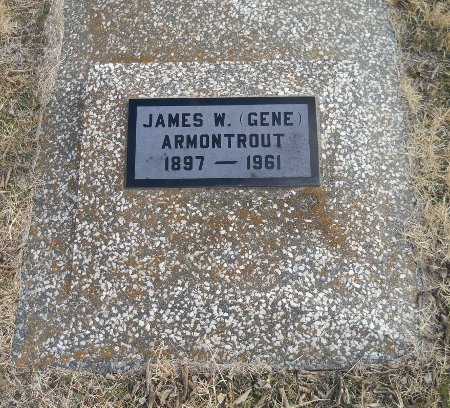 JAMES W. (GENE)
ARMONTROUT
1897 — 1961